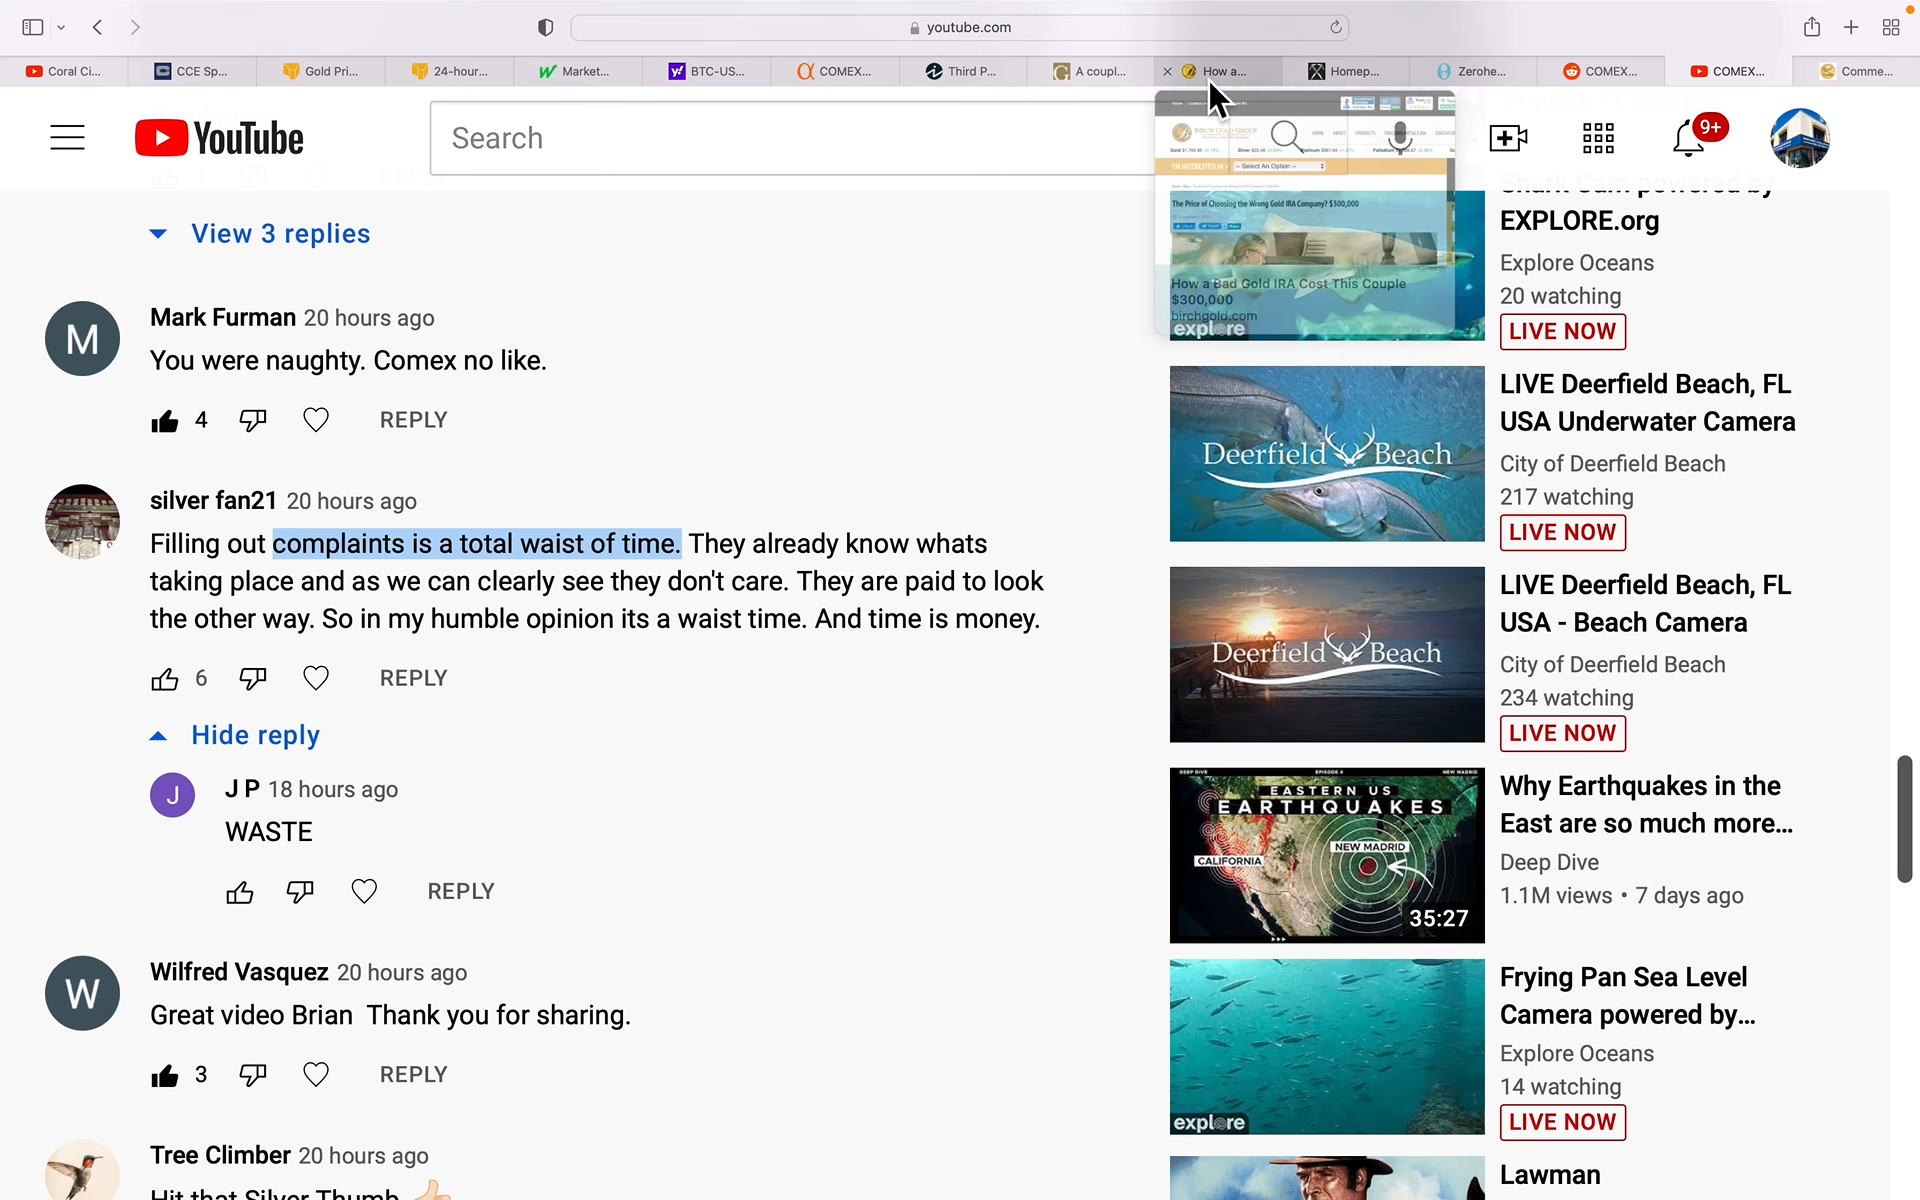 youtube.com
Coral Ci...
CCE Sp...
Gold Pri...
24-hour...
Market...
BTC-US...
COMEX...
Third P...
A coupl...
How a...
Homep...
Zerohe...
COMEX...
COMEX...
Comme...
YouTube
Search
9+
BIRCH GOLD GROUP
HOME ABOUT PRODUCTS
I'M INTERESTED IN
-- Select An Option --
The Price of Choosing the Wrong Gold IRA Company? $300,000
How a Bad Gold IRA Cost This Couple
$300,000
birchgold.com
explore
View 3 replies
Mark Furman 20 hours ago
You were naughty. Comex no like.
4 REPLY
silver fan21 20 hours ago
Filling out complaints is a total waist of time. They already know whats
taking place and as we can clearly see they don't care. They are paid to look
the other way. So in my humble opinion its a waist time. And time is money.
6 REPLY
Hide reply
J P 18 hours ago
WASTE
REPLY
Wilfred Vasquez 20 hours ago
Great video Brian  Thank you for sharing.
3 REPLY
Tree Climber 20 hours ago
Hit that Silver Thumb
M
J
W
Shark Cam powered by
EXPLORE.org
Explore Oceans
20 watching
LIVE NOW
Deerfield Beach
LIVE Deerfield Beach, FL
USA Underwater Camera
City of Deerfield Beach
217 watching
LIVE NOW
Deerfield Beach
LIVE Deerfield Beach, FL
USA - Beach Camera
City of Deerfield Beach
234 watching
LIVE NOW
DEEP DIVE EPISODE 4 NEW MADRID
EASTERN US
EARTHQUAKES
NEW MADRID
CALIFORNIA
35:27
Why Earthquakes in the
East are so much more...
Deep Dive
1.1M views • 7 days ago
explore
Frying Pan Sea Level
Camera powered by...
Explore Oceans
14 watching
LIVE NOW
Lawman